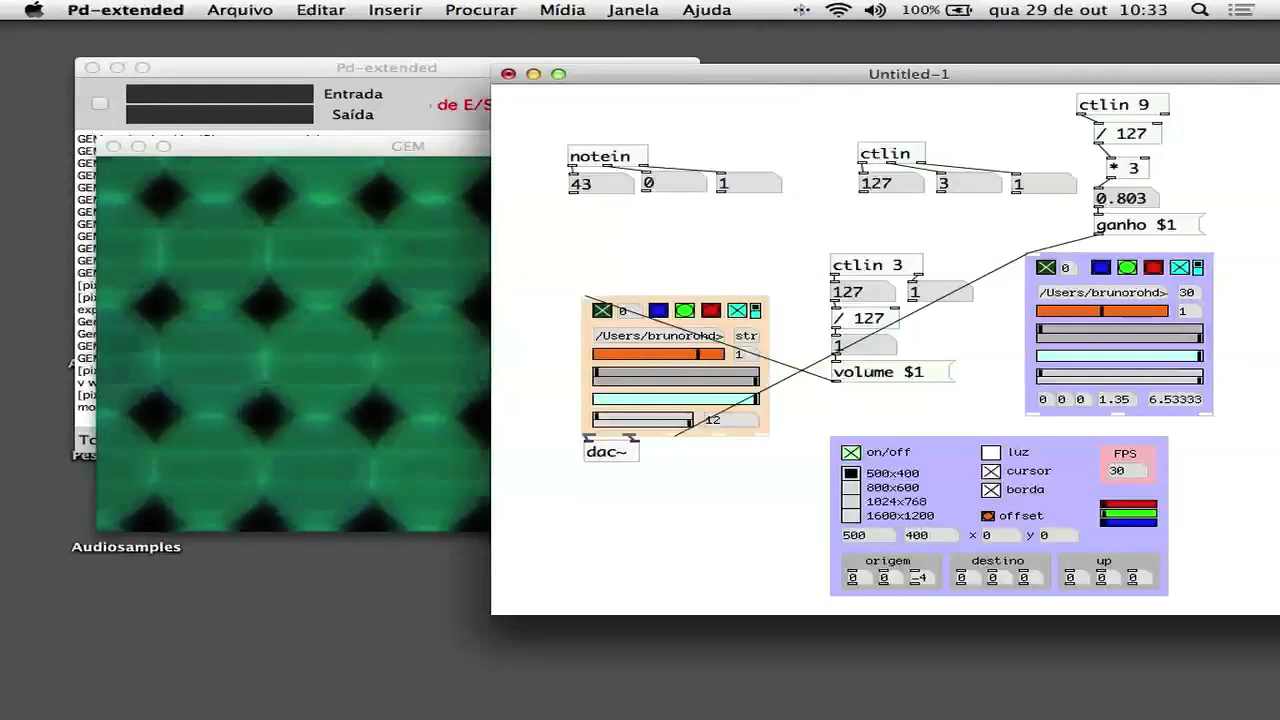 Pd-extended Arquivo Editar Inserir Procurar Mídia Janela Ajuda 100% qua 29 de out 10:33
Pd-extended
Entrada
Saída
de E/S
GEM
Audiosamples
Untitled-1
notein
43 0 1
ctlin
127 3 1
ctlin 9
/ 127
* 3
0.803
ganho $1
ctlin 3
127 1
/ 127
1
volume $1
0
/Users/brunorohd> str
1
12
dac~
0
/Users/brunorohd> 30
1
0 0 0 1.35 6.53333
on/off
500x400
800x600
1024x768
1600x1200
luz
cursor
borda
offset
FPS
30
500 400 x 0 y 0
origem destino up
0 0 -4 0 0 0 0 0 0